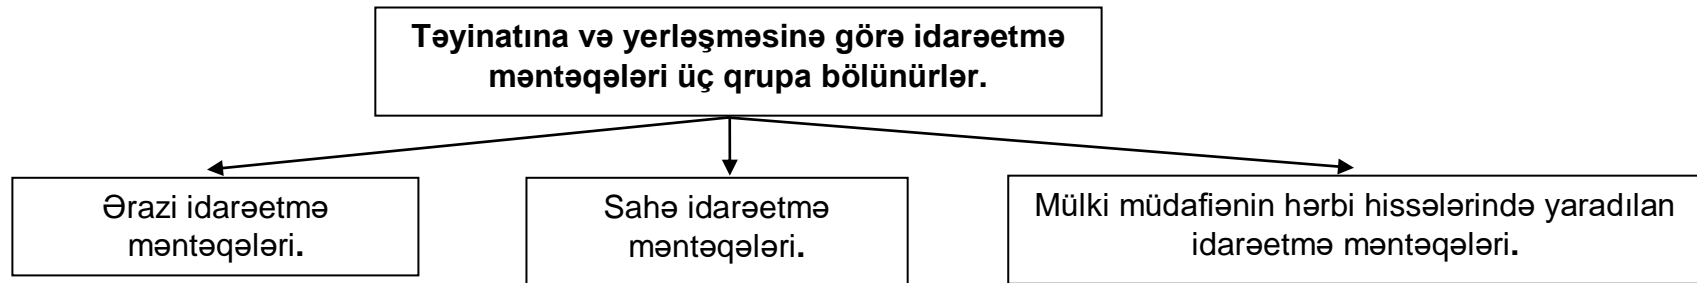 Təyinatına və yerləşməsinə görə idarəetmə
məntəqələri üç qrupa bölünürlər.
Ərazi idarəetmə
məntəqələri.
Sahə idarəetmə
məntəqələri.
Mülki müdafiənin hərbi hissələrində yaradılan
idarəetmə məntəqələri.